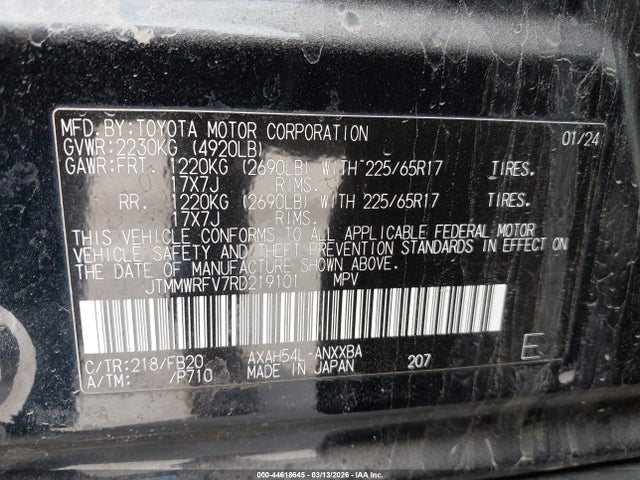 MFD.BY:TOYOTA MOTOR CORPORATION 01/24
GVWR:2230KG (4920LB)
GAWR:FRT. 1220KG (2690LB) WITH 225/65R17 TIRES.
17X7J RIMS.
RR. 1220KG (2690LB) WITH 225/65R17 TIRES.
17X7J RIMS.
THIS VEHICLE CONFORMS TO ALL APPLICABLE FEDERAL MOTOR
VEHICLE SAFETY AND THEFT PREVENTION STANDARDS IN EFFECT ON
THE DATE OF MANUFACTURE SHOWN ABOVE.
JTMMWRFV7RD219101 MPV
C/TR:218/FB20 AXAH54L-ANXXBA 207 E
A/TM: /P710 MADE IN JAPAN
000-44618645 - 03/13/2026 - IAA Inc.